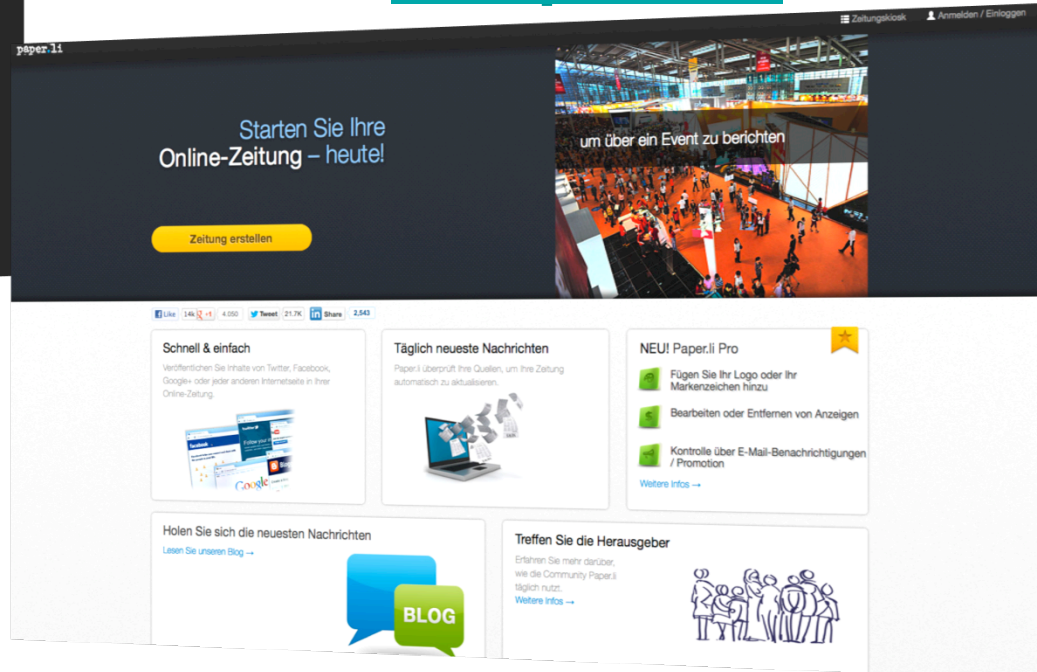 Zeitungskiosk
Anmelden / Einloggen
paper.li
Starten Sie Ihre
Online-Zeitung – heute!
um über ein Event zu berichten
Zeitung erstellen
Like 14k +1 4.050 Tweet 21.7K in Share 2,543
Schnell & einfach
Veröffentlichen Sie Inhalte von Twitter, Facebook,
Google+ oder jeder anderen Internetseite in Ihrer
Online-Zeitung.
facebook
Follow your
Google
Täglich neueste Nachrichten
Paper.li überprüft Ihre Quellen, um Ihre Zeitung
automatisch zu aktualisieren.
NEU! Paper.li Pro
Fügen Sie Ihr Logo oder Ihr
Markenzeichen hinzu
Bearbeiten oder Entfernen von Anzeigen
Kontrolle über E-Mail-Benachrichtigungen
/ Promotion
Weitere Infos →
Holen Sie sich die neuesten Nachrichten
Lesen Sie unseren Blog →
BLOG
Treffen Sie die Herausgeber
Erfahren Sie mehr darüber,
wie die Community Paper.li
täglich nutzt.
Weitere Infos →